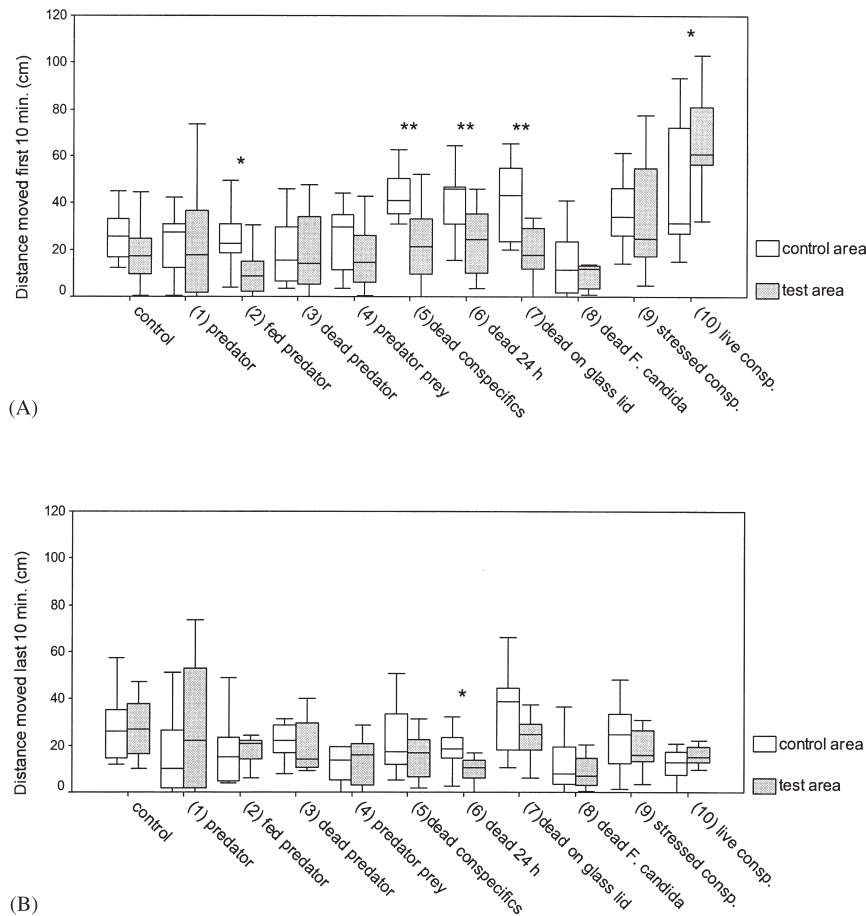 120
100
80
60
40
20
0
Distance moved first 10 min. (cm)
*
**
**
**
*
control area
test area
control
(1) predator
(2) fed predator
(3) dead predator
(4) predator prey
(5)dead conspecifics
(6) dead 24 h
(7)dead on glass lid
(8) dead F. candida
(9) stressed consp.
(10) live consp.
(A)
120
100
80
60
40
20
0
Distance moved last 10 min. (cm)
*
control area
test area
control
(1) predator
(2) fed predator
(3) dead predator
(4) predator prey
(5)dead conspecifics
(6) dead 24 h
(7)dead on glass lid
(8) dead F. candida
(9) stressed consp.
(10) live consp.
(B)